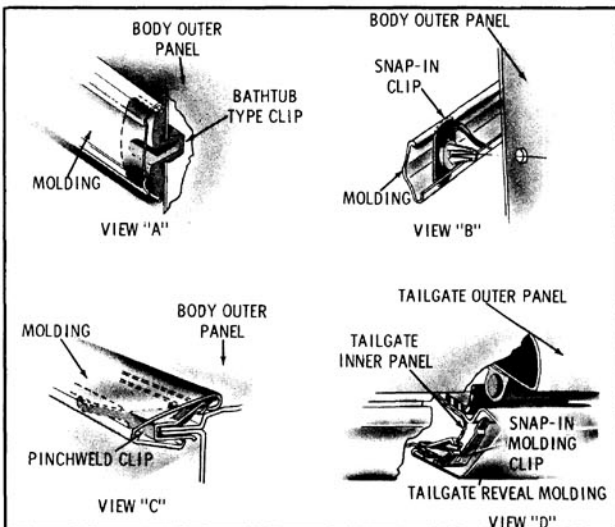 BODY OUTER
PANEL
BATHTUB
TYPE CLIP
MOLDING
VIEW "A"
BODY OUTER
PANEL
SNAP-IN
CLIP
MOLDING
VIEW "B"
MOLDING
BODY OUTER
PANEL
PINCHWELD CLIP
VIEW "C"
TAILGATE OUTER PANEL
TAILGATE
INNER PANEL
SNAP-IN
MOLDING
CLIP
TAILGATE REVEAL MOLDING
VIEW "D"